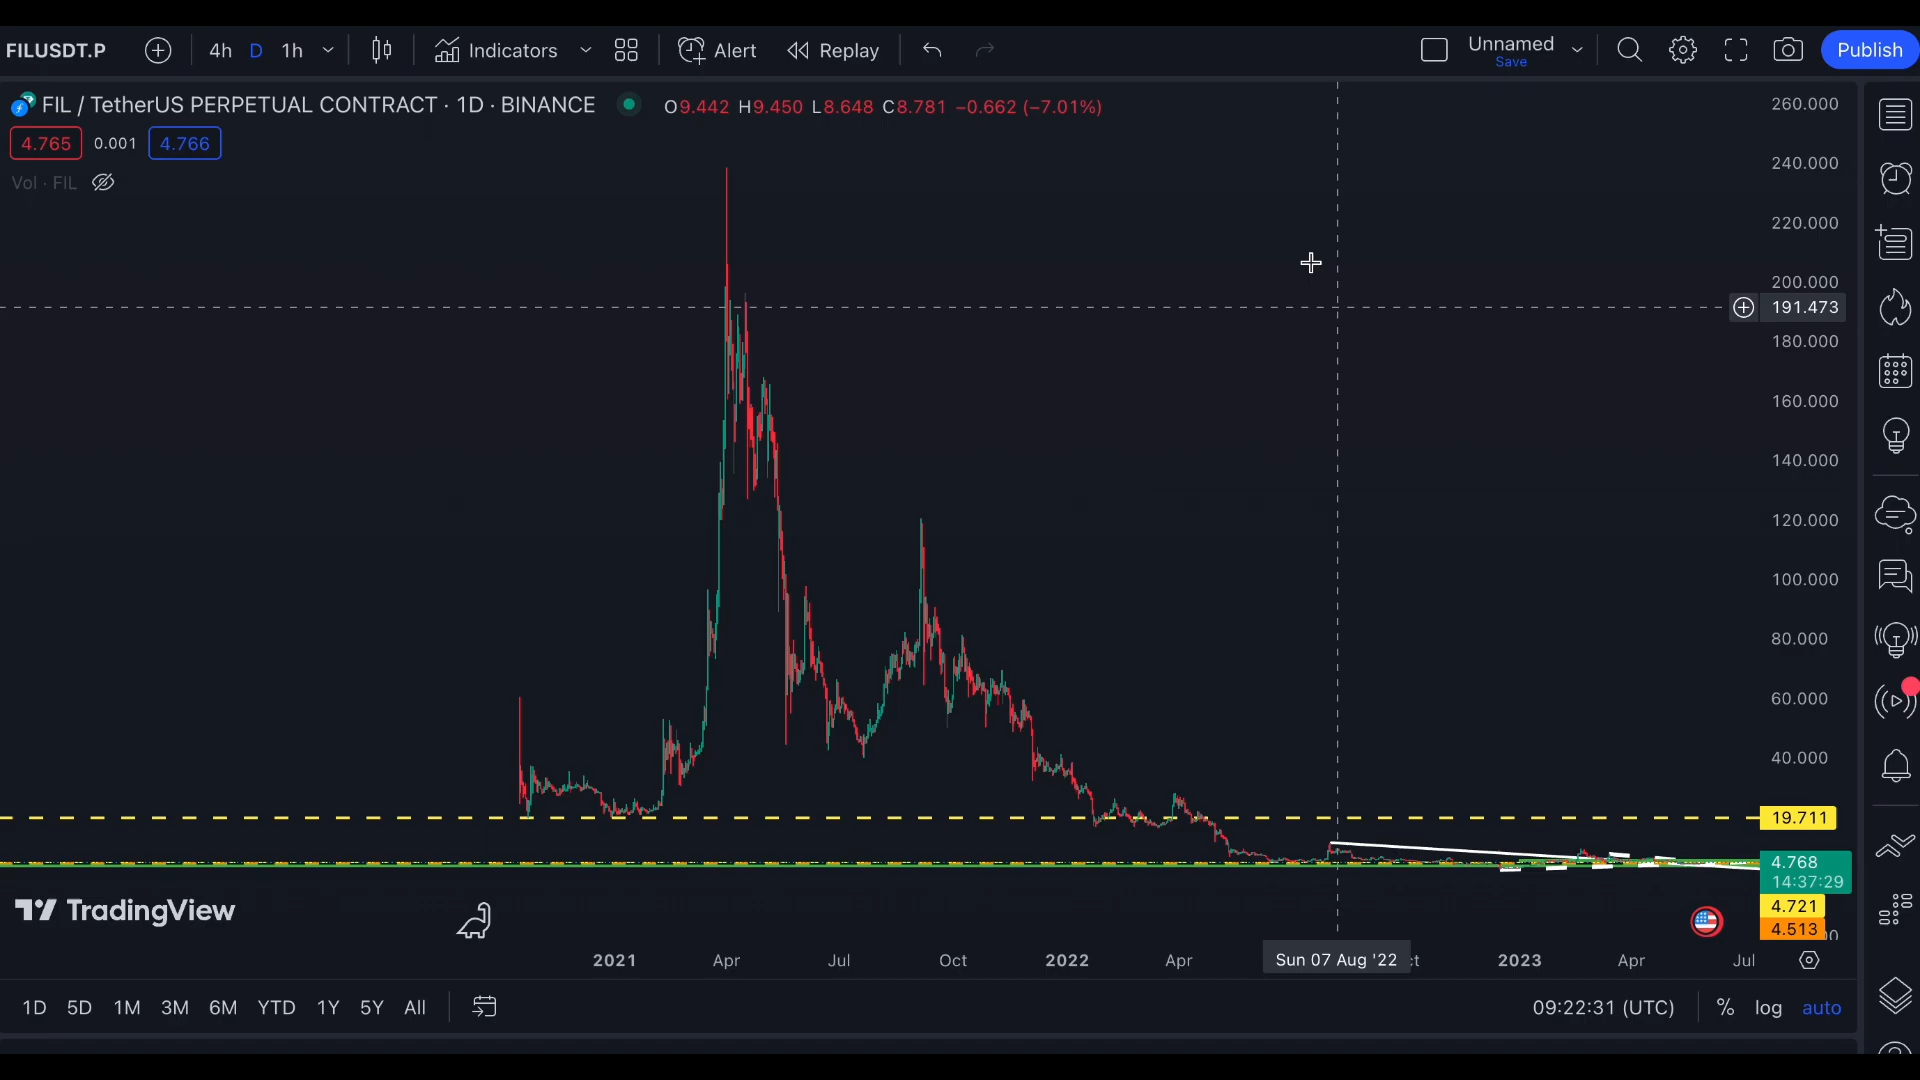 FILUSDT.P 4h D 1h Indicators Alert Replay Unnamed Save Publish
FIL / TetherUS PERPETUAL CONTRACT · 1D · BINANCE O9.442 H9.450 L8.648 C8.781 −0.662 (−7.01%)
4.765 0.001 4.766
Vol · FIL
260.000
240.000
220.000
200.000
191.473
180.000
160.000
140.000
120.000
100.000
80.000
60.000
40.000
19.711
4.768
14:37:29
4.721
4.513
TradingView
2021 Apr Jul Oct 2022 Apr Sun 07 Aug '22 2023 Apr Jul
1D 5D 1M 3M 6M YTD 1Y 5Y All 09:22:31 (UTC) % log auto